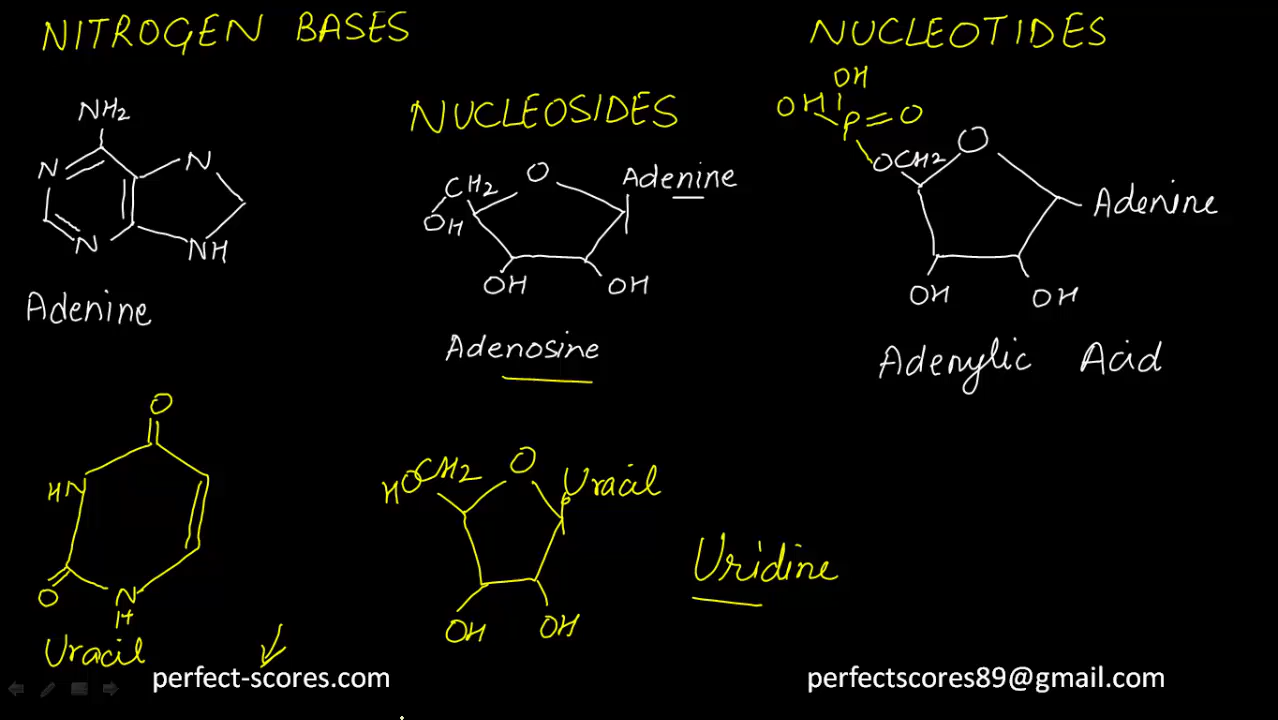 NITROGEN BASES
NUCLEOTIDES
NUCLEOSIDES
OH
OH
P
O
OCH2
O
Adenine
OH
OH
Adenylic Acid
NH2
N
N
N
NH
Adenine
CH2
OH
O
Adenine
OH
OH
Adenosine
O
HN
O
N
H
Uracil
HOCH2
O
Uracil
OH
OH
Uridine
perfect-scores.com
perfectscores89@gmail.com